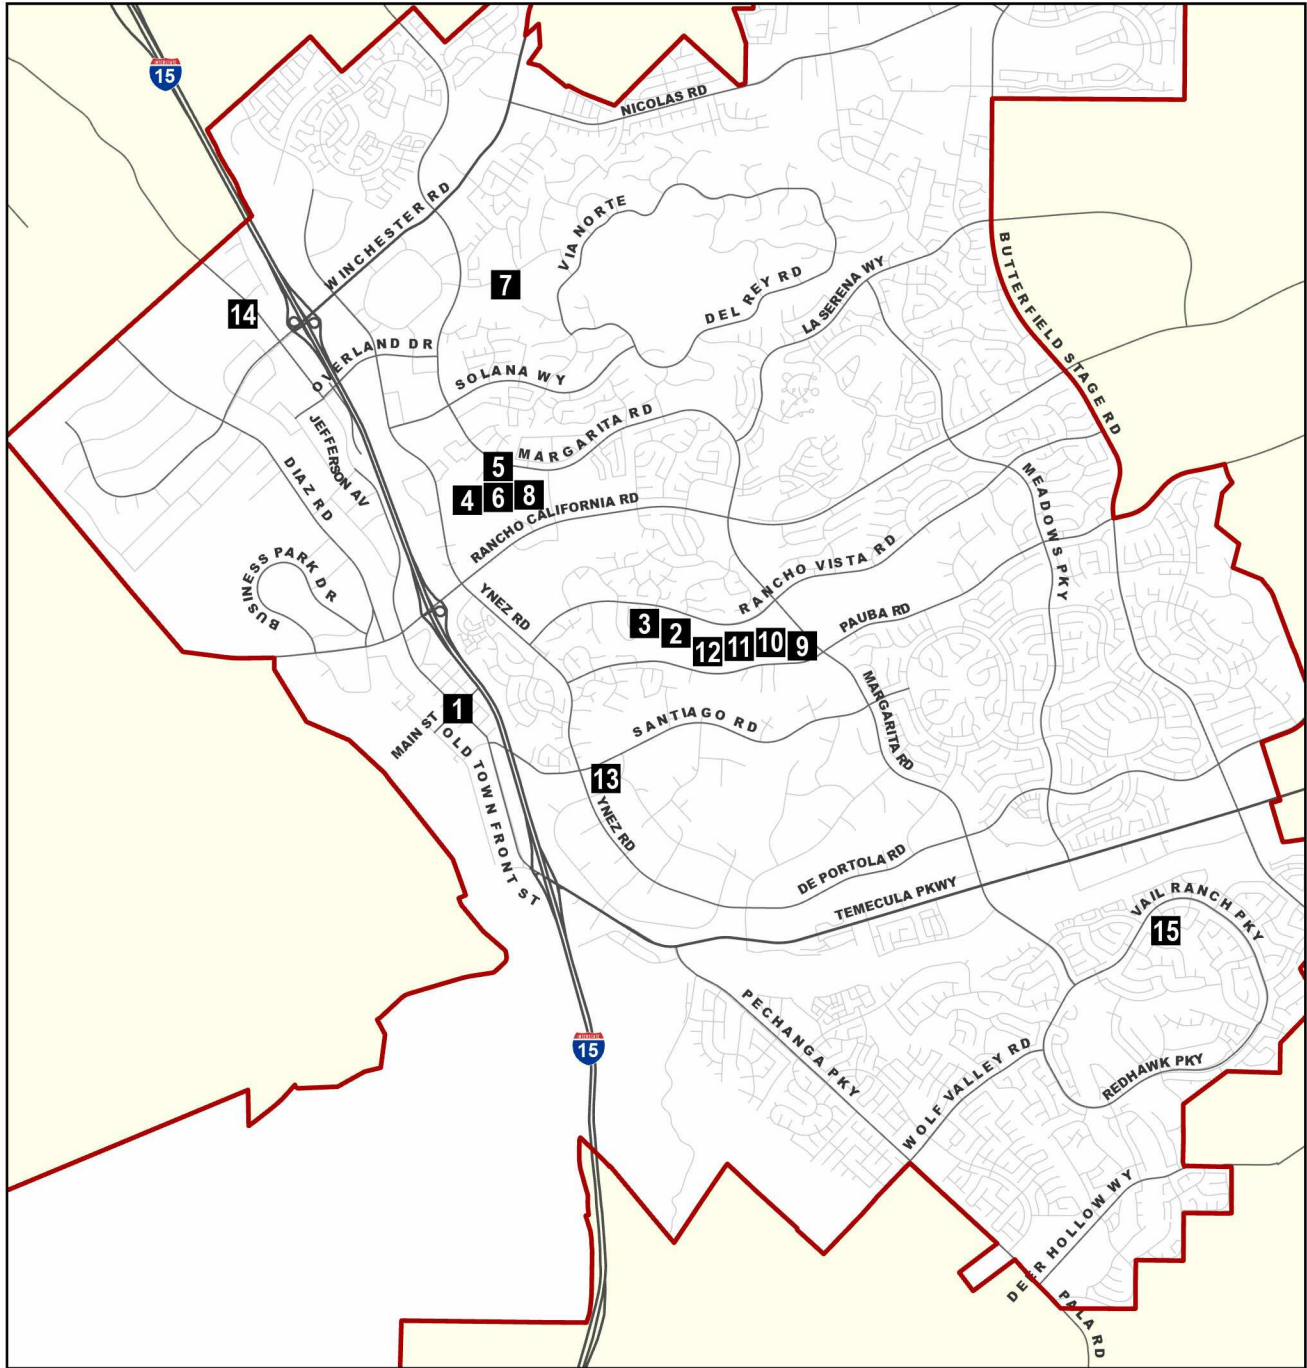 15
NICOLAS RD
WINCHESTER RD
VIA NORTE
BUTTERFIELD STAGE RD
7
DEL REY RD
LA SERENA WY
14
OVERLAND DR
SOLANA WY
JEFFERSON AV
MARGARITA RD
DIAZ RD
5
4
6
8
RANCHO CALIFORNIA RD
MEADOWS PKY
BUSINESS PARK DR
YNEZ RD
RANCHO VISTA RD
PAUBA RD
3
2
12
11
10
9
MARGARITA RD
1
MAIN ST
SANTIAGO RD
OLD TOWN FRONT ST
13
YNEZ RD
DE PORTOLA RD
TEMECULA PKWY
VAIL RANCH PKY
15
PECHANGA PKY
15
WOLF VALLEY RD
REDHAWK PKY
DEER HOLLOW WY
PALA RD